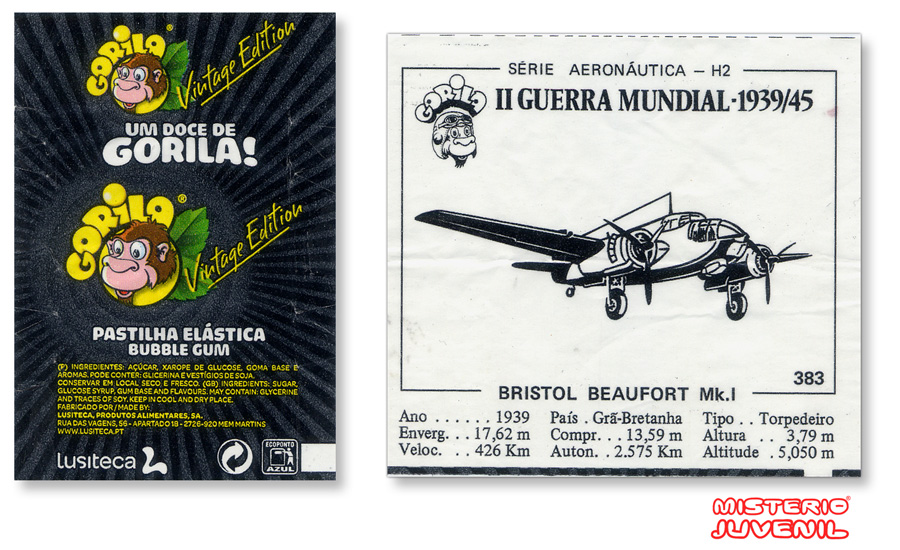 GORILA®
Vintage Edition
UM DOCE DE
GORILA!
GORILA®
Vintage Edition
PASTILHA ELÁSTICA
BUBBLE GUM
(P) INGREDIENTES: AÇÚCAR, XAROPE DE GLUCOSE, GOMA BASE E
AROMAS. PODE CONTER: GLICERINA E VESTÍGIOS DE SOJA.
CONSERVAR EM LOCAL SECO E FRESCO. (GB) INGREDIENTS: SUGAR,
GLUCOSE SYRUP, GUM BASE AND FLAVOURS. MAY CONTAIN: GLYCERINE
AND TRACES OF SOY. KEEP IN COOL AND DRY PLACE.
FABRICADO POR / MADE BY:
LUSITECA, PRODUTOS ALIMENTARES, SA.
RUA DAS VAGENS, 56 - APARTADO 18 - 2726-920 MEM MARTINS
WWW.LUSITECA.PT
lusiteca
ECOPONTO
AZUL
SÉRIE AERONÁUTICA – H2
GORILA
II GUERRA MUNDIAL-1939/45
383
BRISTOL BEAUFORT Mk.I
Ano . . . . . . 1939 País . Grã-Bretanha Tipo . . Torpedeiro
Enverg. . . . 17,62 m Compr. . . . 13,59 m Altura . . . 3,79 m
Veloc. . . 426 Km Auton. . 2.575 Km Altitude . 5,050 m
MISTERIO®
JUVENIL